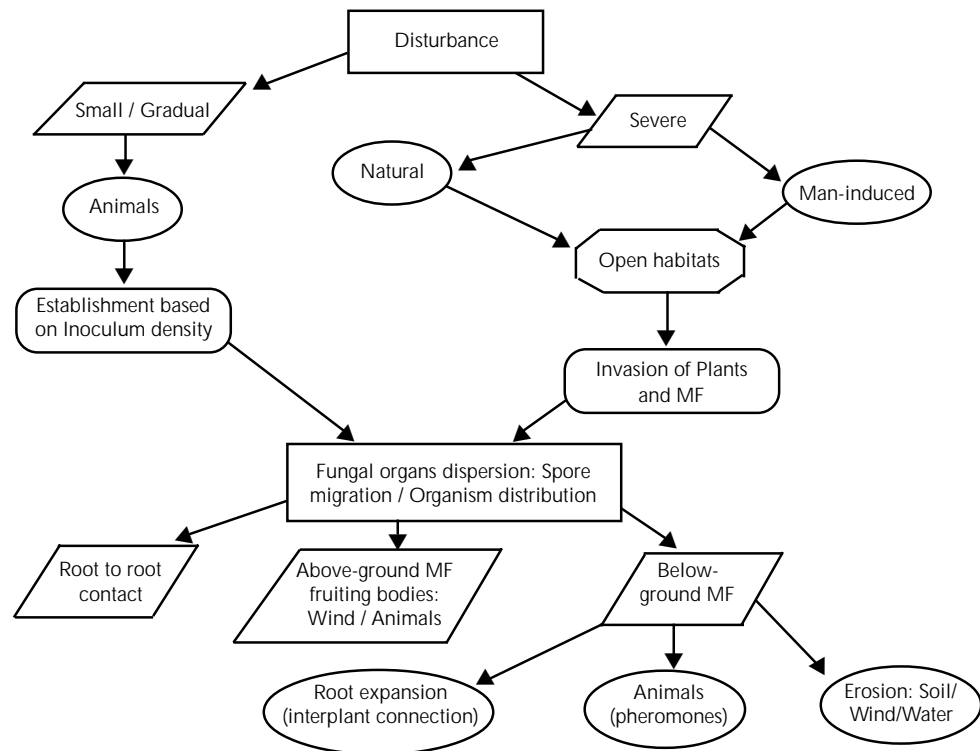 Disturbance
Small / Gradual
Severe
Natural
Man-induced
Animals
Open habitats
Establishment based
on Inoculum density
Invasion of Plants
and MF
Fungal organs dispersion: Spore
migration / Organism distribution
Root to root
contact
Above-ground MF
fruiting bodies:
Wind / Animals
Below-
ground MF
Root expansion
(interplant connection)
Animals
(pheromones)
Erosion: Soil/
Wind/Water